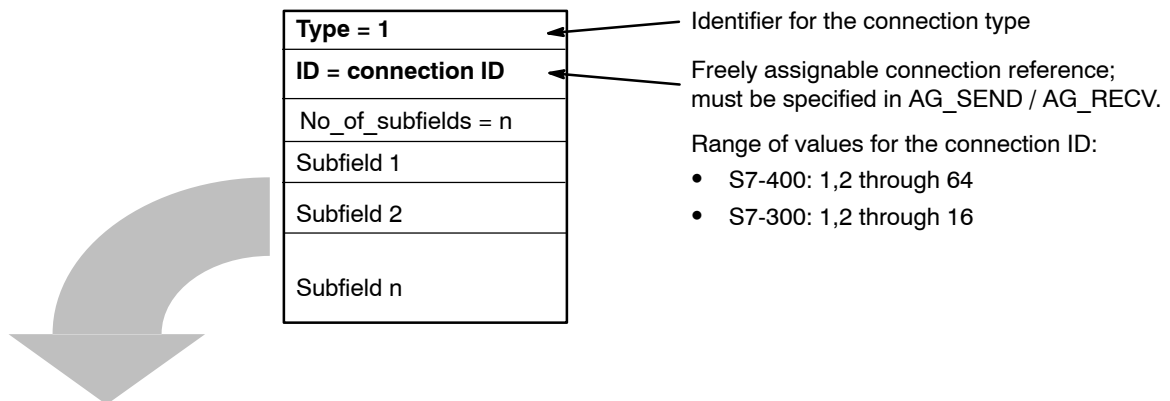 Type = 1
ID = connection ID
No_of_subfields = n
Subfield 1
Subfield 2
Subfield n
Identifier for the connection type
Freely assignable connection reference;
must be specified in AG_SEND / AG_RECV.
Range of values for the connection ID:
• S7-400: 1,2 through 64
• S7-300: 1,2 through 16